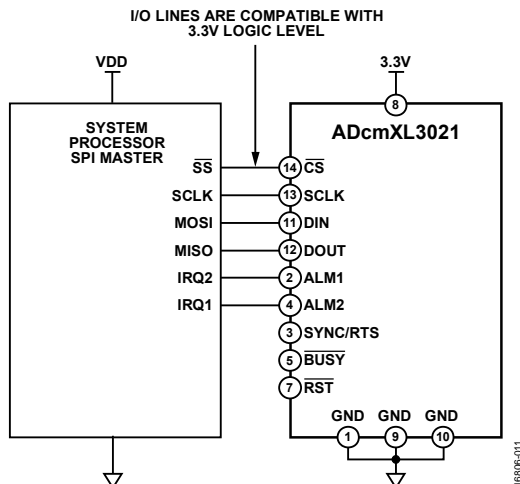 I/O LINES ARE COMPATIBLE WITH
3.3V LOGIC LEVEL
VDD
3.3V
8
SYSTEM
PROCESSOR
SPI MASTER
ADcmXL3021
SS 14 CS
SCLK 13 SCLK
MOSI 11 DIN
MISO 12 DOUT
IRQ2 2 ALM1
IRQ1 4 ALM2
3 SYNC/RTS
5 BUSY
7 RST
GND GND GND
1 9 10